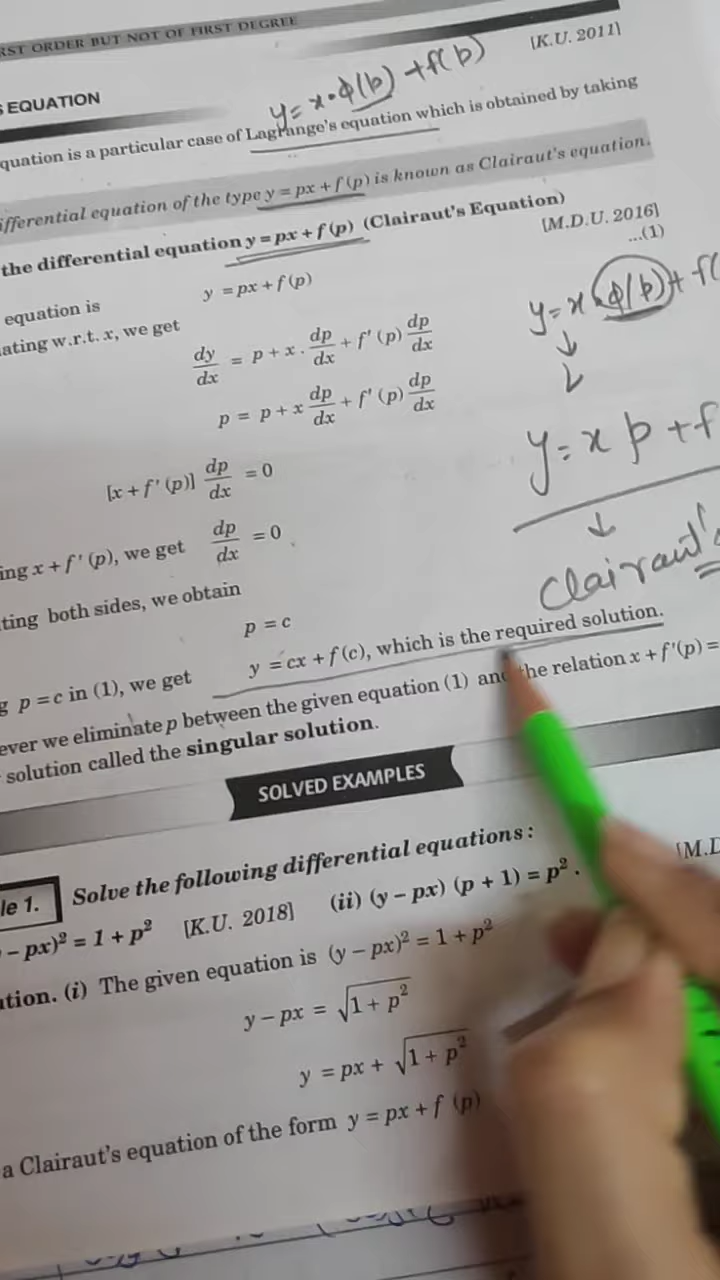 RST ORDER BUT NOT OF FIRST DEGREE
[K.U. 2011]
EQUATION
y = x·φ(p) + f(p)
quation is a particular case of Lagrange's equation which is obtained by taking
ifferential equation of the type y = px + f (p) is known as Clairaut's equation.
the differential equation y = px + f (p) (Clairaut's Equation)
[M.D.U. 2016]
equation is y = px + f (p) ...(1)
ating w.r.t. x, we get
y = x·φ(p) + f(
dy/dx = p + x . dp/dx + f' (p) dp/dx
↓
p = p + x dp/dx + f' (p) dp/dx
y = x p + f
[x + f' (p)] dp/dx = 0
↓
ing x + f' (p), we get dp/dx = 0
Clairaut's
ting both sides, we obtain
p = c
g p = c in (1), we get y = cx + f (c), which is the required solution.
ever we eliminate p between the given equation (1) and the relation x + f'(p) =
solution called the singular solution.
SOLVED EXAMPLES
le 1. Solve the following differential equations :
– px)² = 1 + p² [K.U. 2018] (ii) (y – px) (p + 1) = p². [M.D
ution. (i) The given equation is (y – px)² = 1 + p²
y – px = √(1 + p²)
y = px + √(1 + p²)
a Clairaut's equation of the form y = px + f (p)